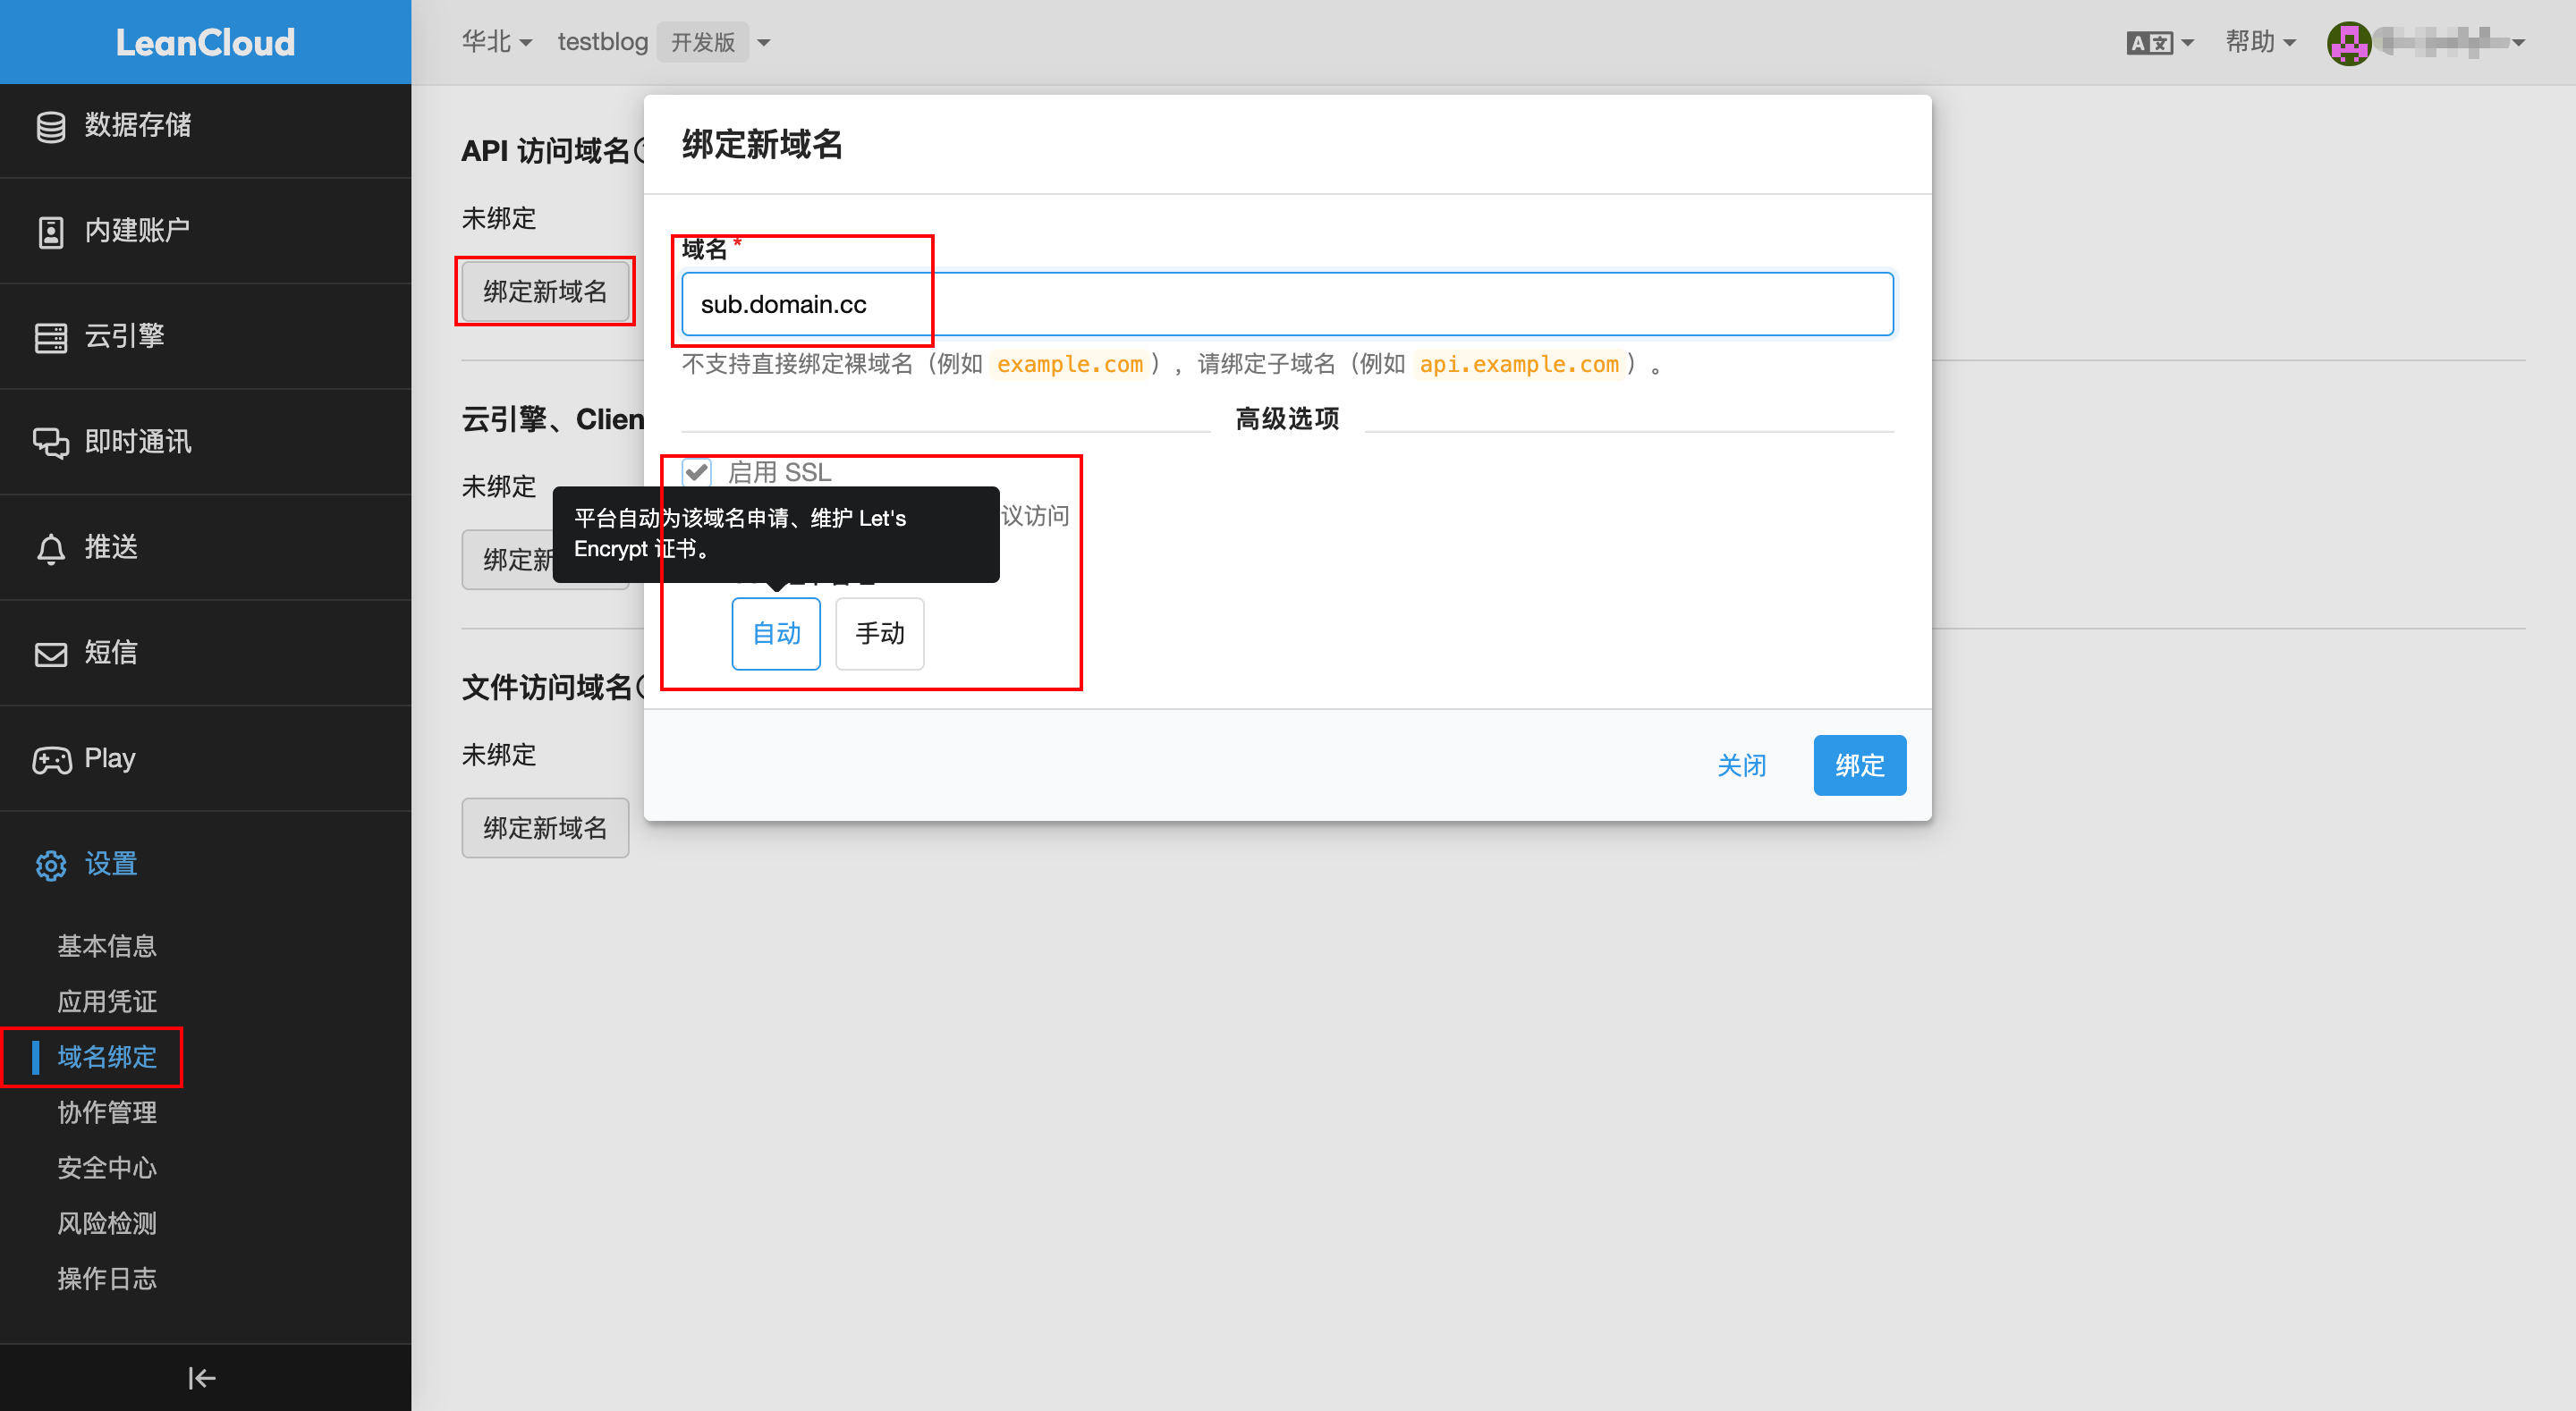 LeanCloud
华北
testblog
开发版
A文
帮助
数据存储
内建账户
云引擎
即时通讯
推送
短信
Play
设置
基本信息
应用凭证
域名绑定
协作管理
安全中心
风险检测
操作日志
API 访问域名
未绑定
绑定新域名
云引擎、Clien
未绑定
绑定新
文件访问域名
未绑定
绑定新域名
绑定新域名
域名 *
sub.domain.cc
不支持直接绑定裸域名（例如 example.com），请绑定子域名（例如 api.example.com）。
高级选项
启用 SSL
议访问
平台自动为该域名申请、维护 Let's
Encrypt 证书。
自动
手动
关闭
绑定